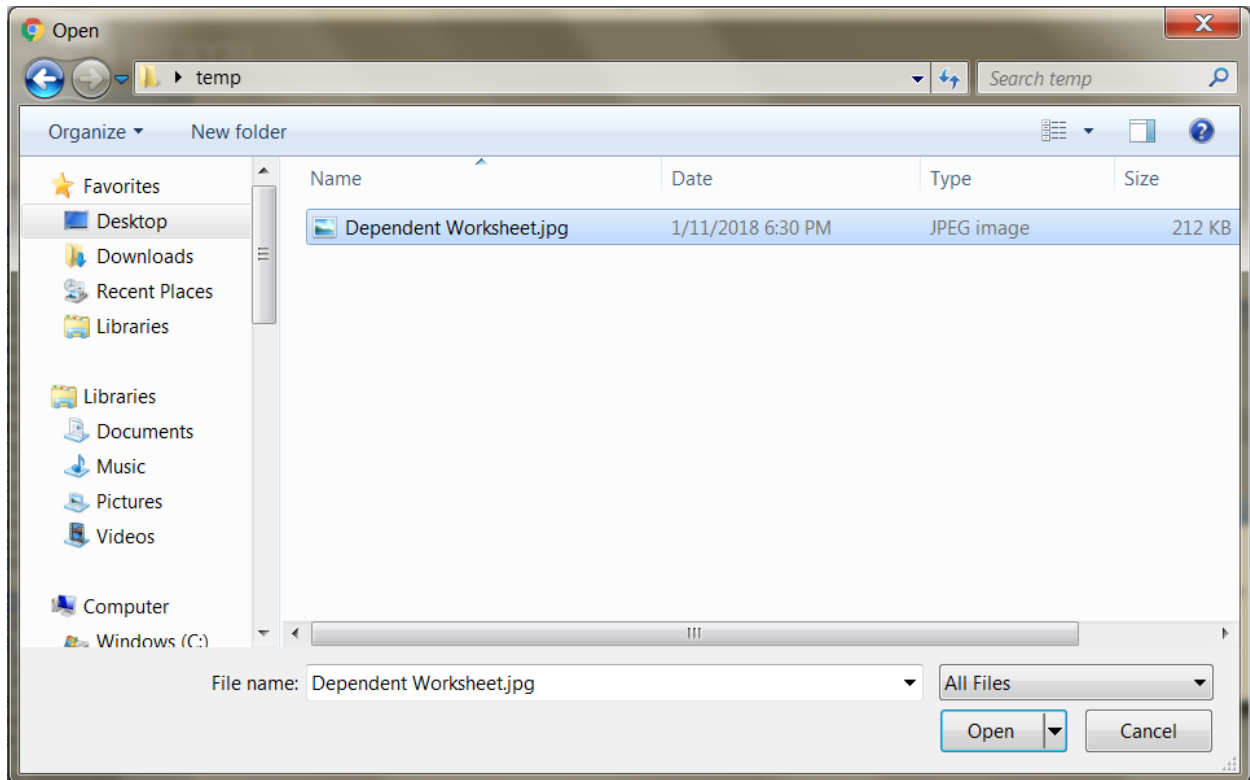 Open
temp
Search temp
Organize
New folder
Name
Date
Type
Size
Dependent Worksheet.jpg
1/11/2018 6:30 PM
JPEG image
212 KB
Favorites
Desktop
Downloads
Recent Places
Libraries
Libraries
Documents
Music
Pictures
Videos
Computer
Windows (C:)
File name:
Dependent Worksheet.jpg
All Files
Open
Cancel